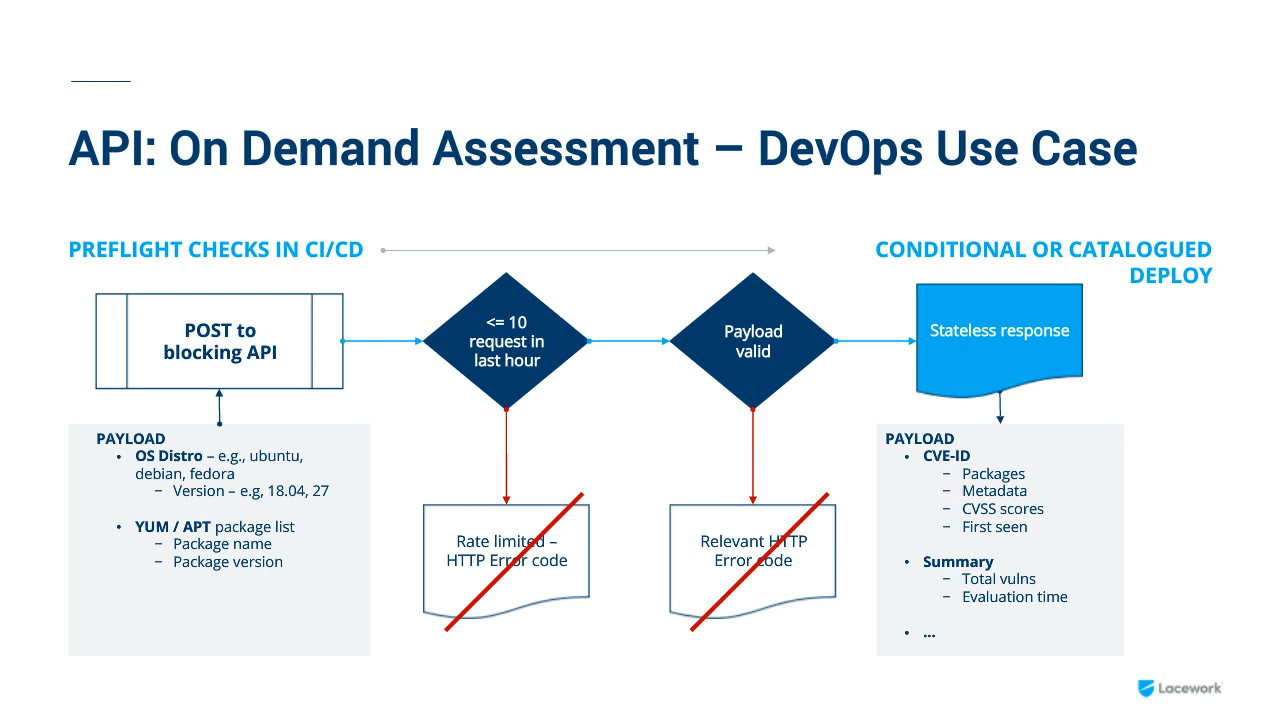 API: On Demand Assessment – DevOps Use Case
PREFLIGHT CHECKS IN CI/CD
CONDITIONAL OR CATALOGUED
DEPLOY
POST to
blocking API
<= 10
request in
last hour
Payload
valid
Stateless response
PAYLOAD
• OS Distro – e.g., ubuntu,
debian, fedora
– Version – e.g, 18.04, 27
• YUM / APT package list
– Package name
– Package version
Rate limited –
HTTP Error code
Relevant HTTP
Error code
PAYLOAD
• CVE-ID
– Packages
– Metadata
– CVSS scores
– First seen
• Summary
– Total vulns
– Evaluation time
• ...
Lacework